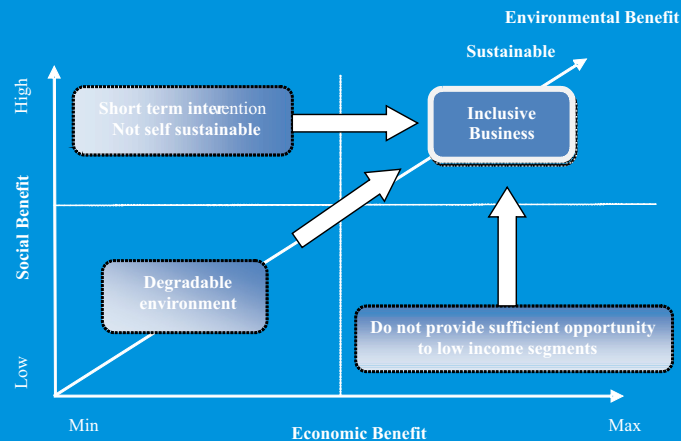 Environmental Benefit
Sustainable
High
Short term intervention
Not self sustainable
Inclusive
Business
Social Benefit
Degradable
environment
Do not provide sufficient opportunity
to low income segments
Low
Min
Economic Benefit
Max